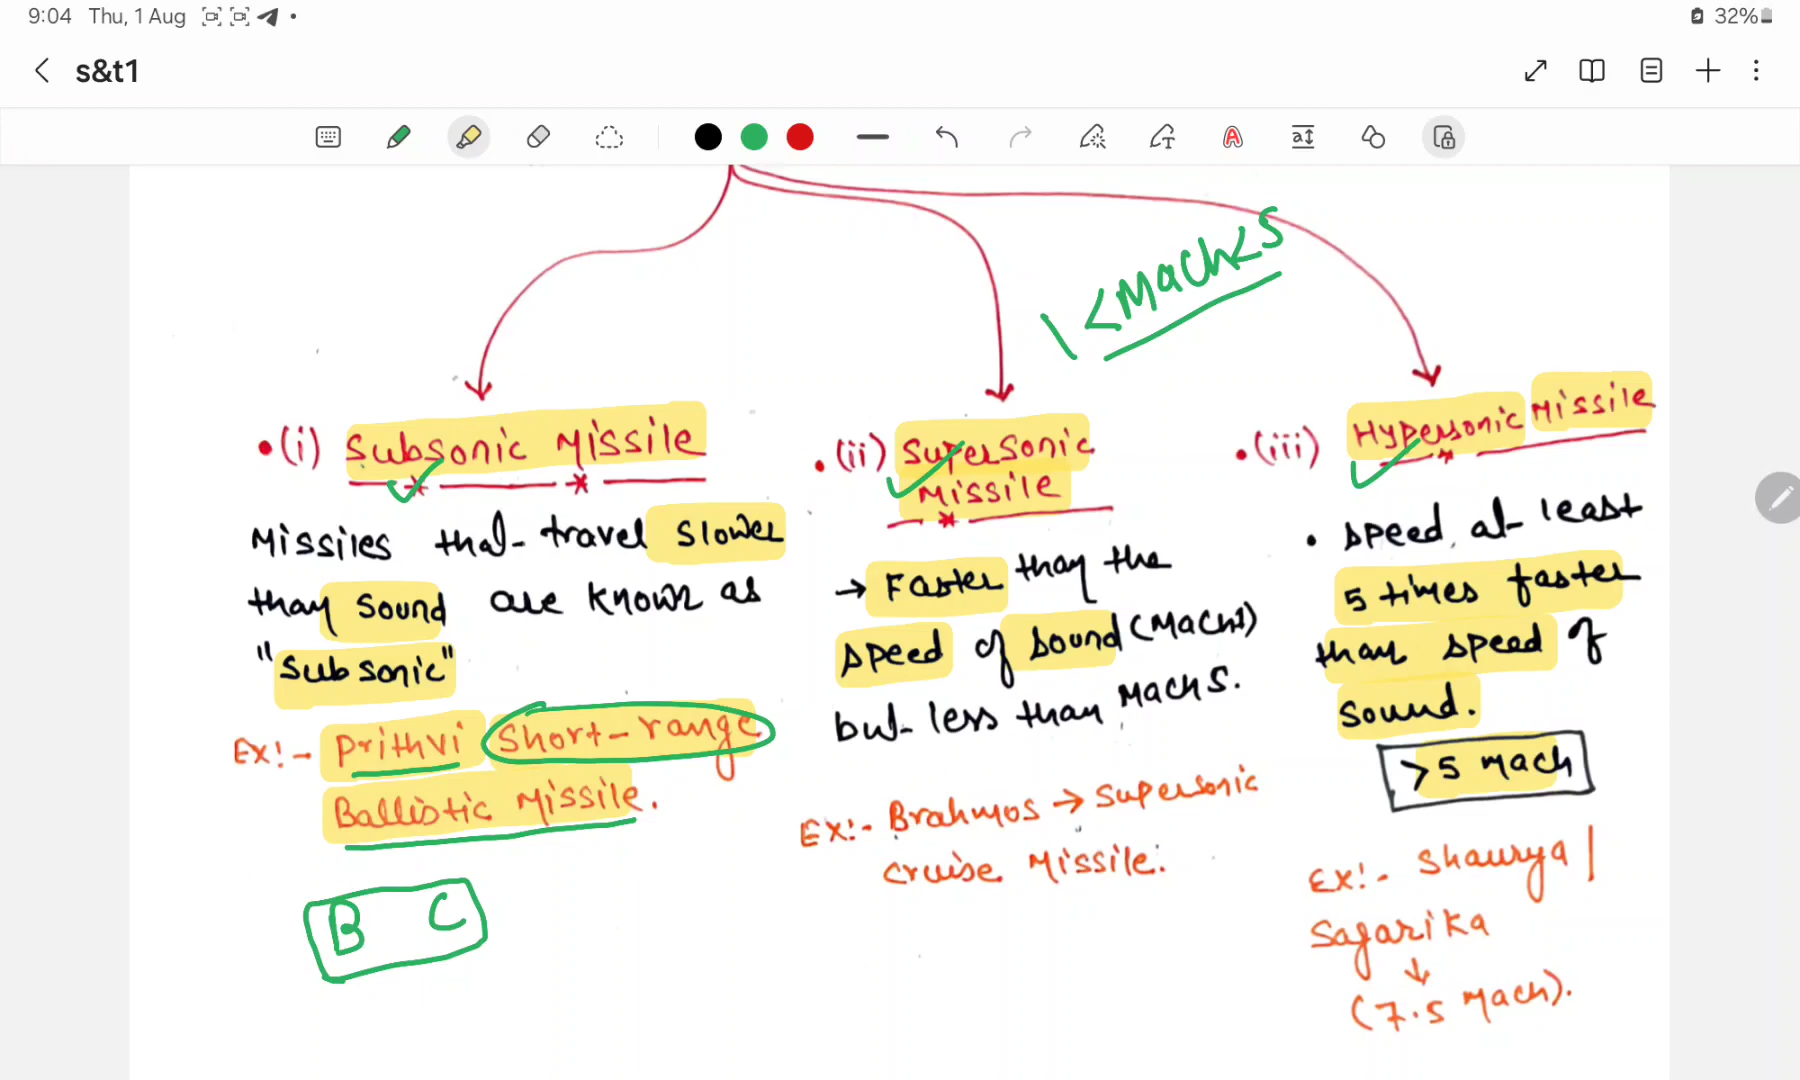 9:04 Thu, 1 Aug
32%
s&t1
1 < Mach < 5
•(i) Subsonic Missile
Missiles that travel slower
than sound are known as
"Sub sonic"
Ex:- Prithvi Short-range
Ballistic Missile.
B C
•(ii) Supersonic
Missile
→ Faster than the
speed of sound (Mach1)
but less than Mach 5.
Ex:- Brahmos → supersonic
cruise Missile.
•(iii) Hypersonic Missile
• speed at least
5 times faster
than speed of
sound.
>5 mach
Ex:- Shaurya |
Sagarika
↓
(7.5 Mach).